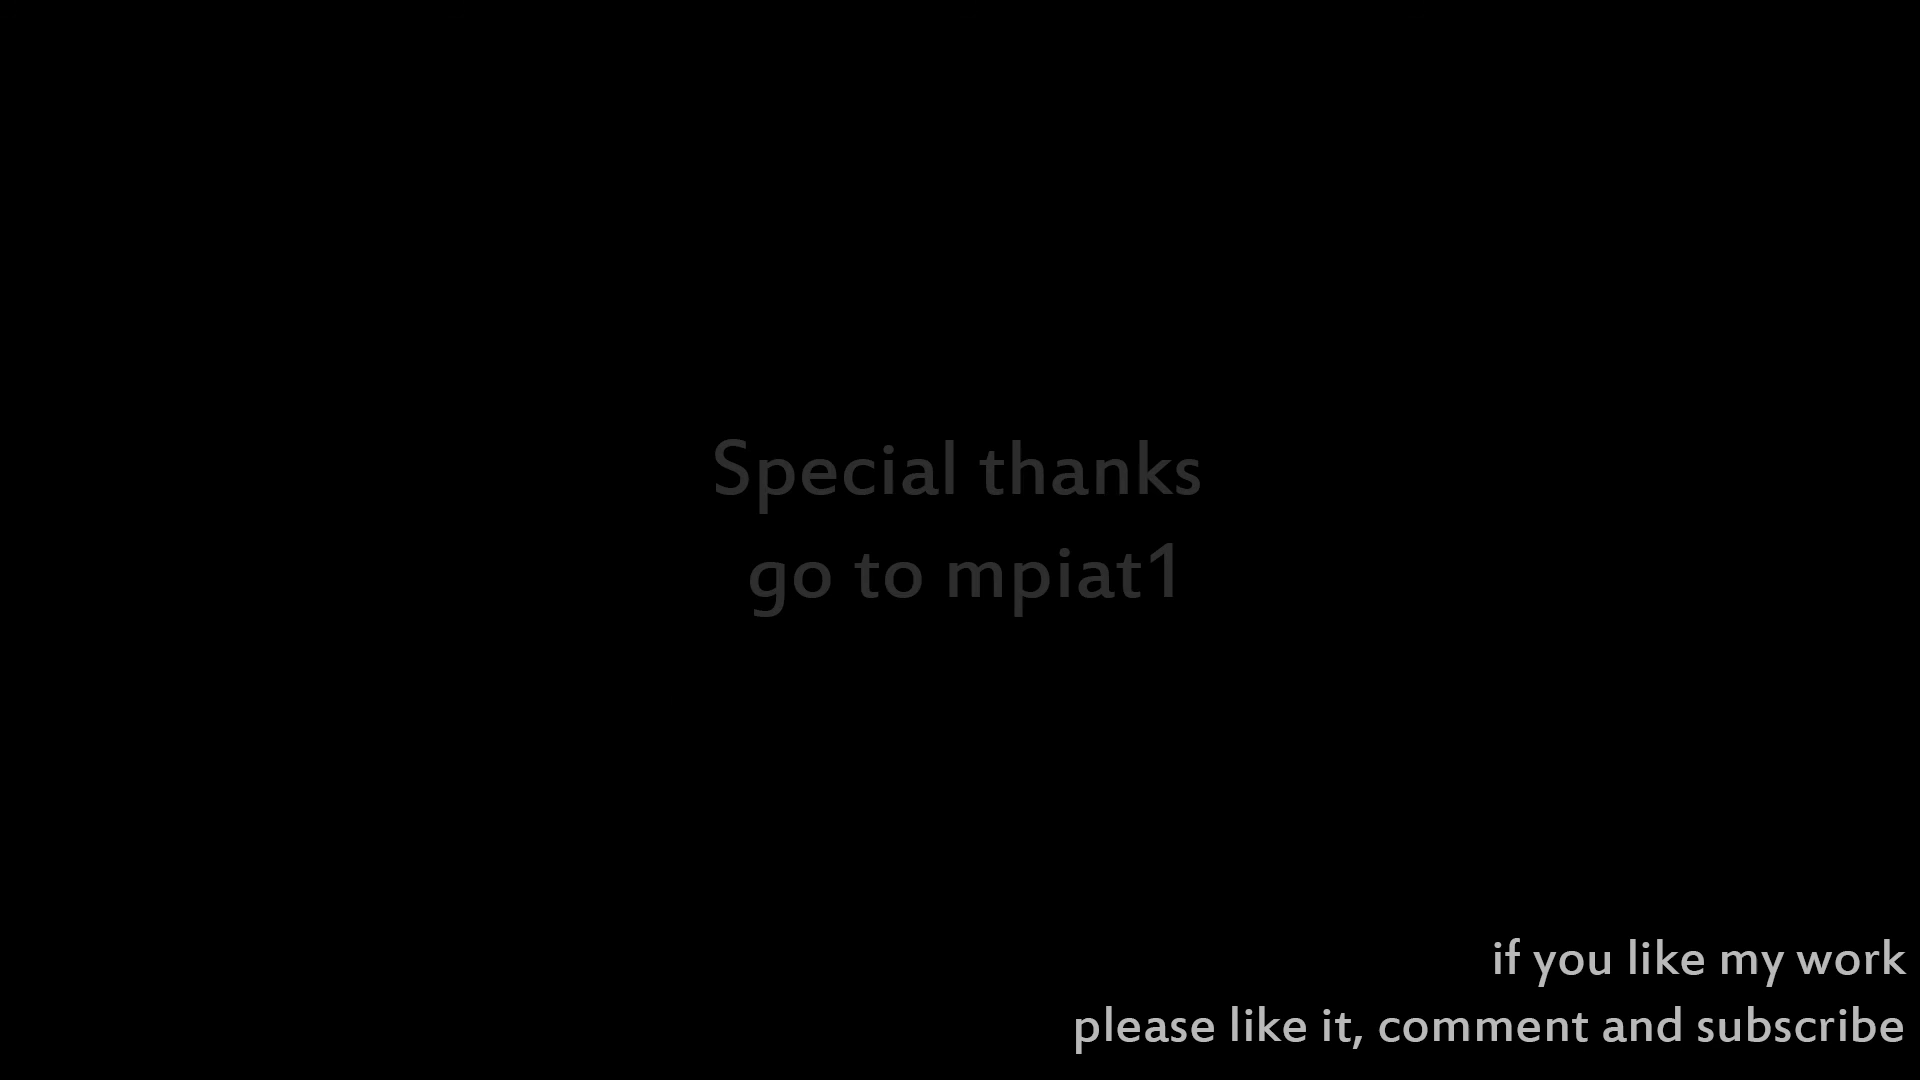 Special thanks
go to mpiat1
if you like my work
please like it, comment and subscribe